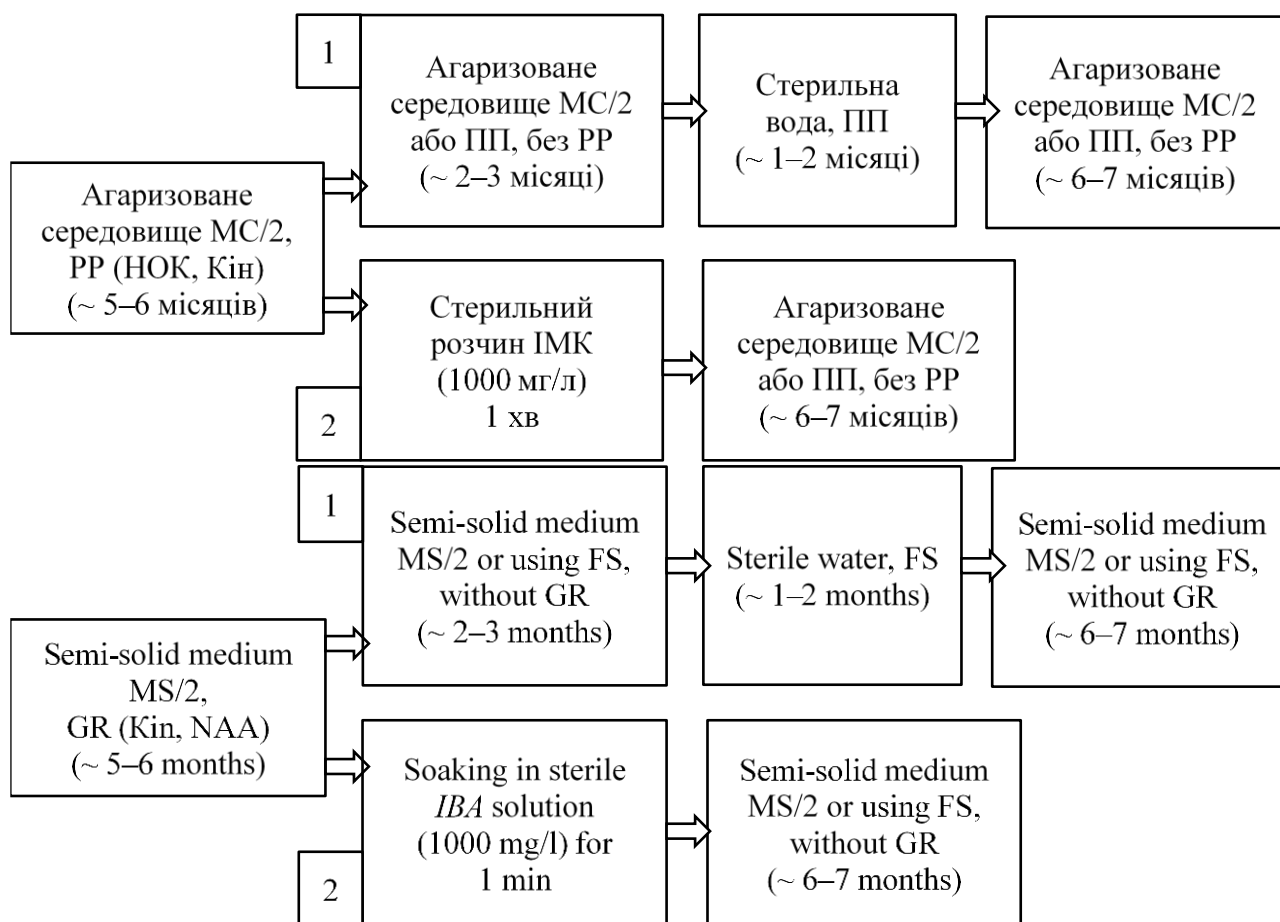 1
Агаризоване
середовище МС/2
або ПП, без РР
(~ 2–3 місяці)
Стерильна
вода, ПП
(~ 1–2 місяці)
Агаризоване
середовище МС/2
або ПП, без РР
(~ 6–7 місяців)
Агаризоване
середовище МС/2,
РР (НОК, Кін)
(~ 5–6 місяців)
2
Стерильний
розчин ІМК
(1000 мг/л)
1 хв
Агаризоване
середовище МС/2
або ПП, без РР
(~ 6–7 місяців)
1
Semi-solid medium
MS/2 or using FS,
without GR
(~ 2–3 months)
Sterile water, FS
(~ 1–2 months)
Semi-solid medium
MS/2 or using FS,
without GR
(~ 6–7 months)
Semi-solid medium
MS/2,
GR (Kin, NAA)
(~ 5–6 months)
2
Soaking in sterile
IBA solution
(1000 mg/l) for
1 min
Semi-solid medium
MS/2 or using FS,
without GR
(~ 6–7 months)